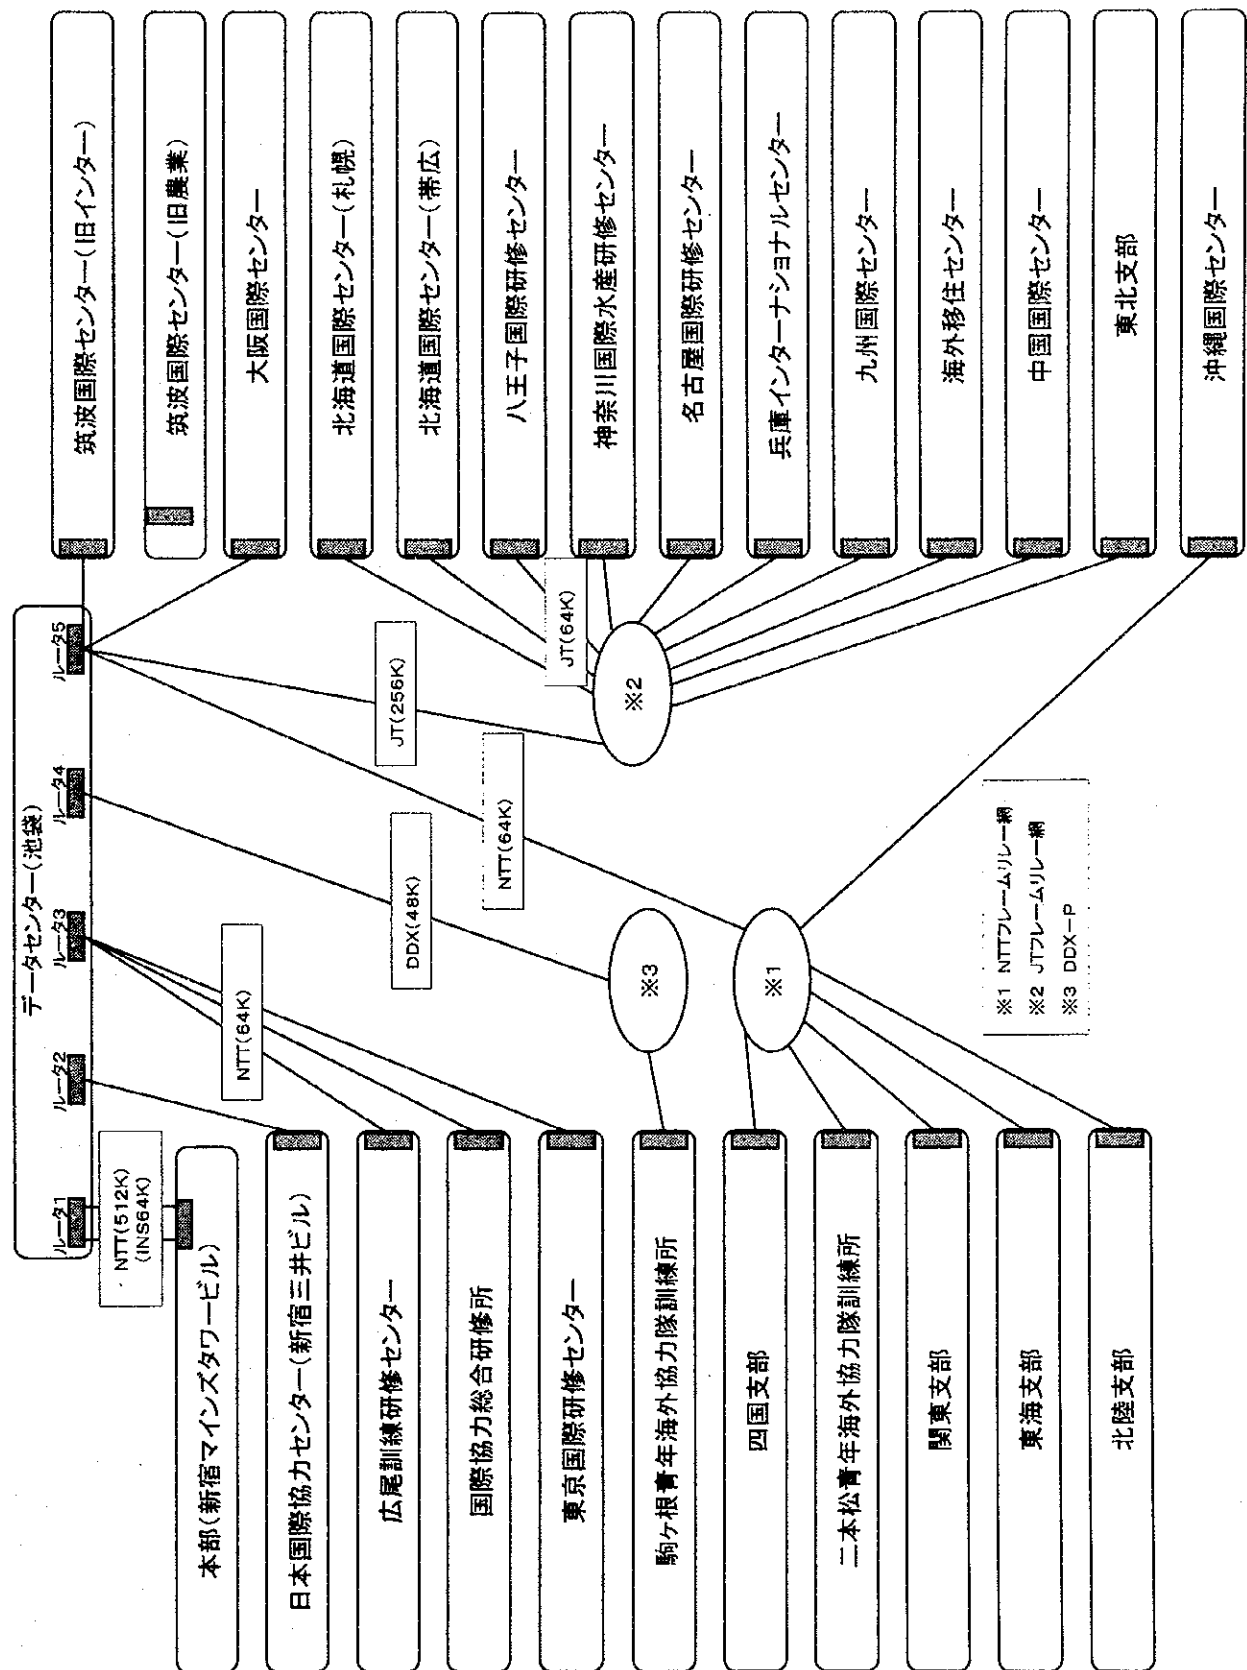 データセンター(池袋)
ルータ1
ルータ2
ルータ3
ルータ4
ルータ5
NTT(512K)
(INS64K)
NTT(64K)
DDX(48K)
NTT(64K)
JT(256K)
JT(64K)
本部(新宿マインズタワービル)
日本国際協力センター(新宿三井ビル)
広尾訓練研修センター
国際協力総合研修所
東京国際研修センター
駒ヶ根青年海外協力隊訓練所
四国支部
二本松青年海外協力隊訓練所
関東支部
東海支部
北陸支部
※3
※1
※2
※1 NTTフレームリレー網
※2 JTフレームリレー網
※3 DDX-P
筑波国際センター(旧インター)
筑波国際センター(旧農業)
大阪国際センター
北海道国際センター(札幌)
北海道国際センター(帯広)
八王子国際研修センター
神奈川国際水産研修センター
名古屋国際研修センター
兵庫インターナショナルセンター
九州国際センター
海外移住センター
中国国際センター
東北支部
沖縄国際センター